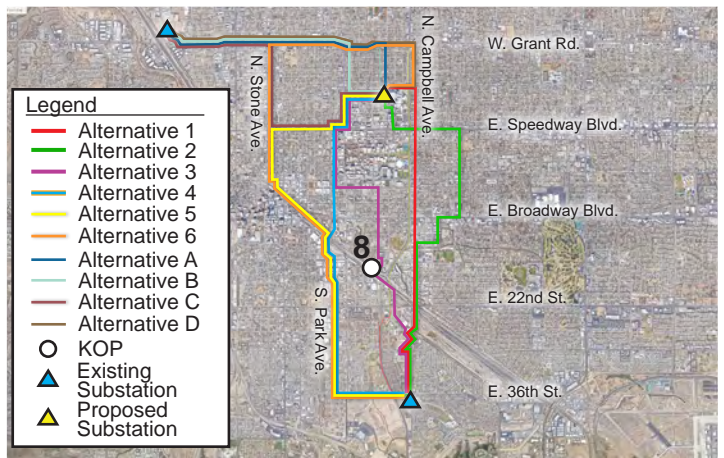 W. Grant Rd.
N. Campbell Ave.
N. Stone Ave.
E. Speedway Blvd.
E. Broadway Blvd.
8
E. 22nd St.
S. Park Ave.
E. 36th St.
Legend
Alternative 1
Alternative 2
Alternative 3
Alternative 4
Alternative 5
Alternative 6
Alternative A
Alternative B
Alternative C
Alternative D
KOP
Existing
Substation
Proposed
Substation